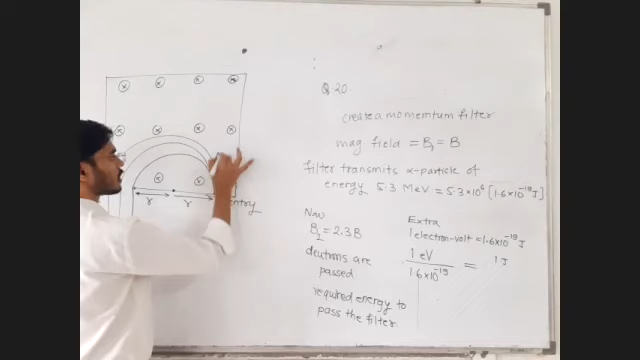 Q.20.
create a momentum filter
mag field = B₁ = B
filter transmits α-particle of
energy 5.3 MeV = 5.3×10⁶ [1.6×10⁻¹⁹J]
Now
B₂ = 2.3B
deutrons are
passed
required energy to
pass the filter
Extra
1 electron-volt = 1.6×10⁻¹⁹J
1 eV / 1.6×10⁻¹⁹ = 1 J
r r
entry